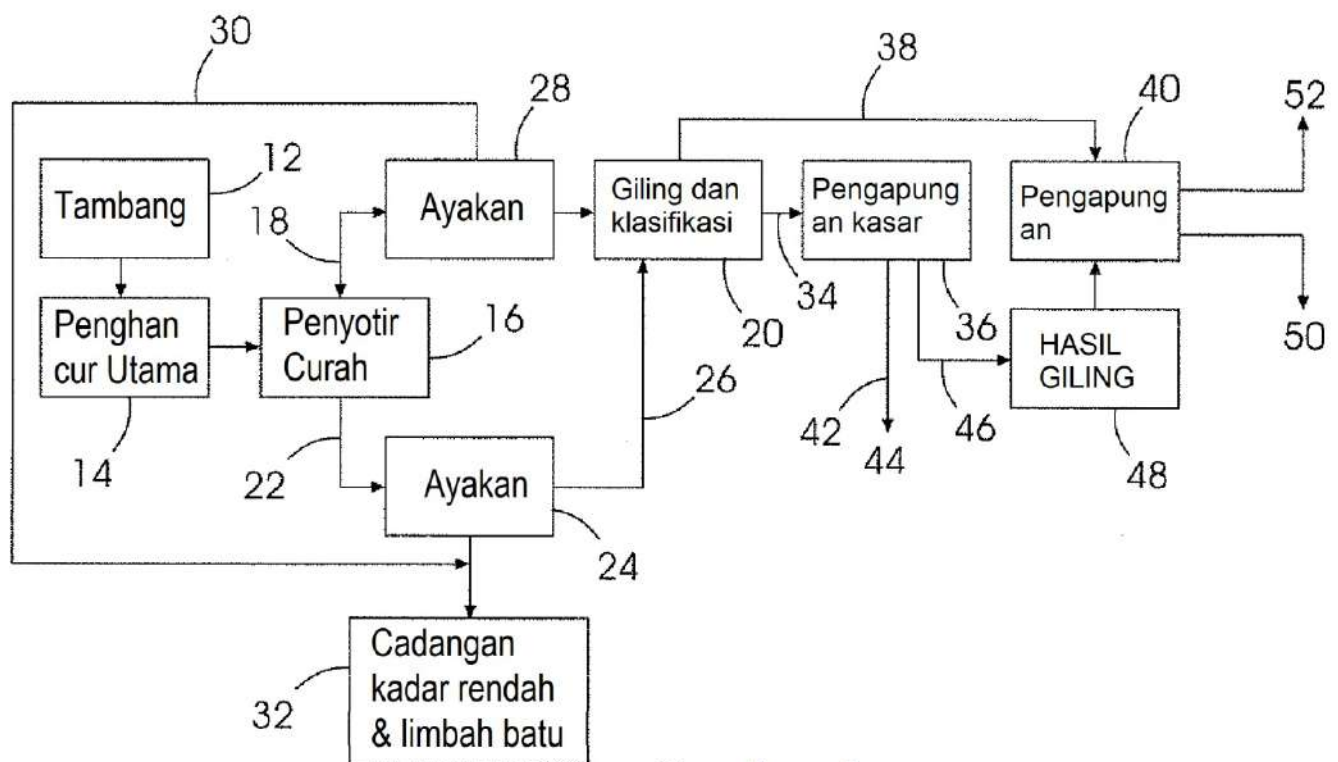 30
38
28
40
52
12
Tambang
Ayakan
Giling dan
klasifikasi
Pengapung
an kasar
Pengapung
an
18
34
20
36
50
Penghan
cur Utama
Penyotir
Curah
16
HASIL
GILING
26
14
22
42
44
46
48
Ayakan
24
32
Cadangan
kadar rendah
& limbah batu